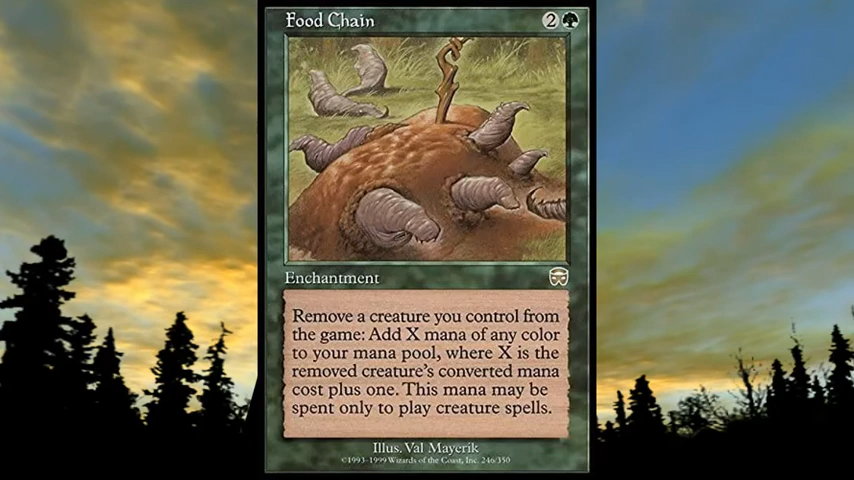 Food Chain 2
Enchantment
Remove a creature you control from
the game: Add X mana of any color
to your mana pool, where X is the
removed creature's converted mana
cost plus one. This mana may be
spent only to play creature spells.
Illus. Val Mayerik
©1993-1999 Wizards of the Coast, Inc. 246/350